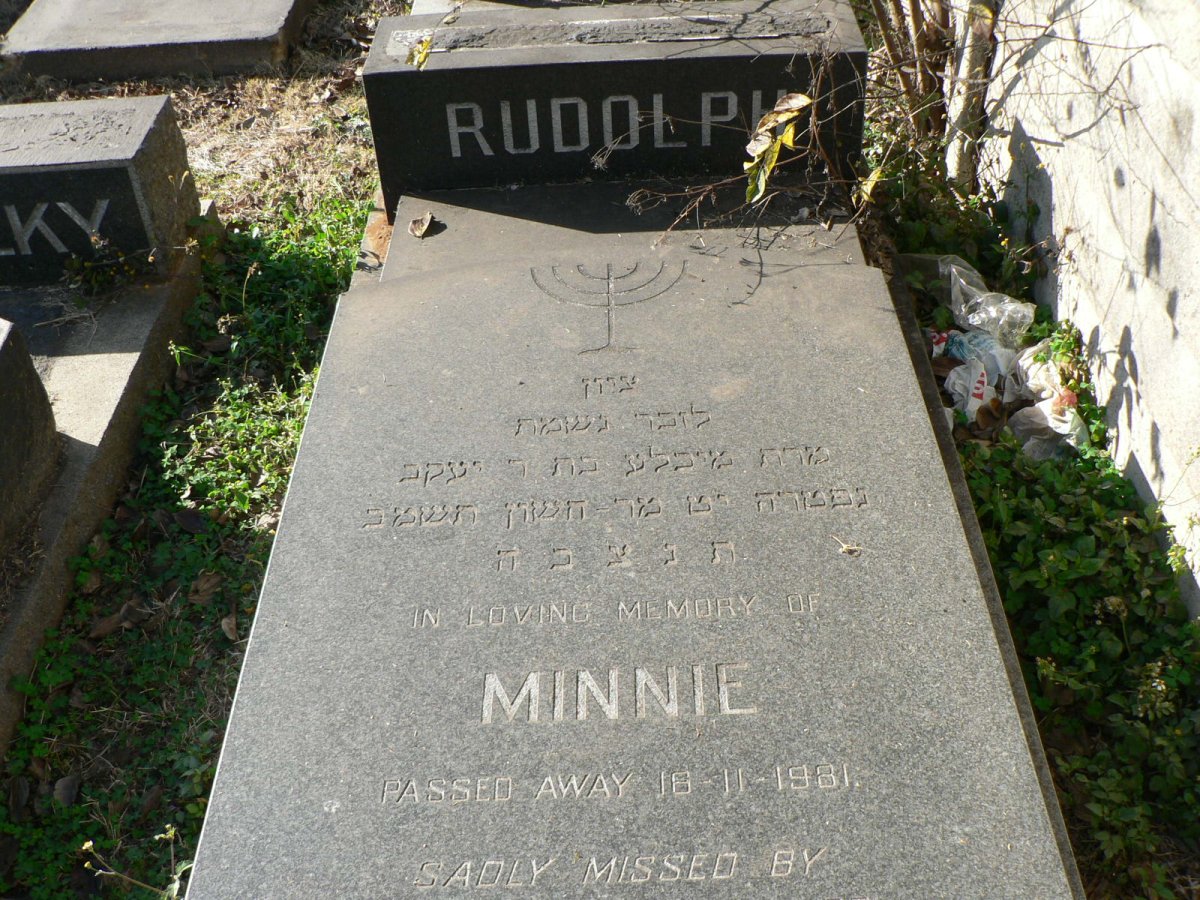 RUDOLPH
LKY
ציון
לזכר נשמת
מרת מיכלע בת ר יעקב
נפטרה יט מר-חשון תשמב
ת נ צ ב ה
IN LOVING MEMORY OF
MINNIE
PASSED AWAY 18-11-1981.
SADLY MISSED BY